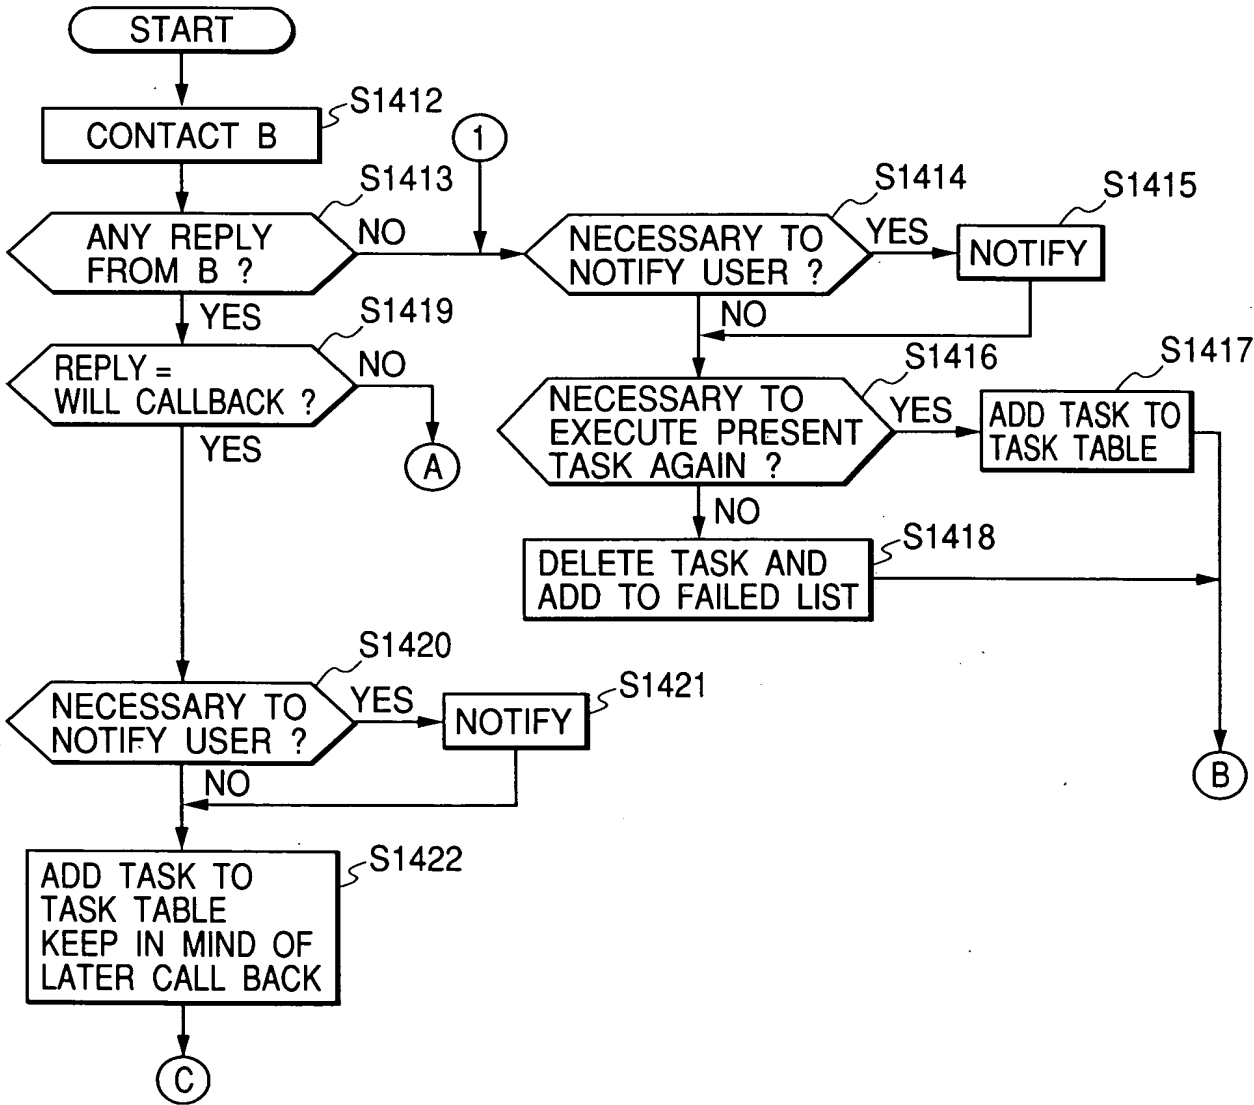 START
S1412
CONTACT B
1
S1413
ANY REPLY
FROM B ?
NO
YES
S1414
NECESSARY TO
NOTIFY USER ?
YES
NO
S1415
NOTIFY
S1419
REPLY =
WILL CALLBACK ?
NO
YES
A
S1416
NECESSARY TO
EXECUTE PRESENT
TASK AGAIN ?
YES
NO
S1417
ADD TASK TO
TASK TABLE
S1418
DELETE TASK AND
ADD TO FAILED LIST
B
S1420
NECESSARY TO
NOTIFY USER ?
YES
NO
S1421
NOTIFY
S1422
ADD TASK TO
TASK TABLE
KEEP IN MIND OF
LATER CALL BACK
C